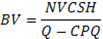 BV = NVCSH / (Q − CPQ)